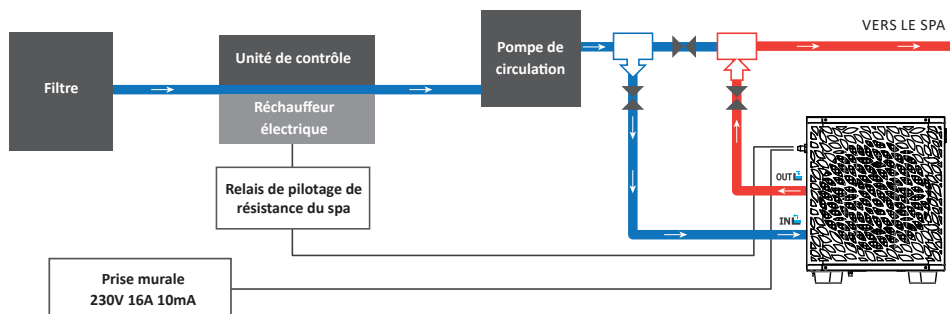 VERS LE SPA
Filtre
Unité de contrôle
Réchauffeur
électrique
Pompe de
circulation
Relais de pilotage de
résistance du spa
OUT
IN
Prise murale
230V 16A 10mA